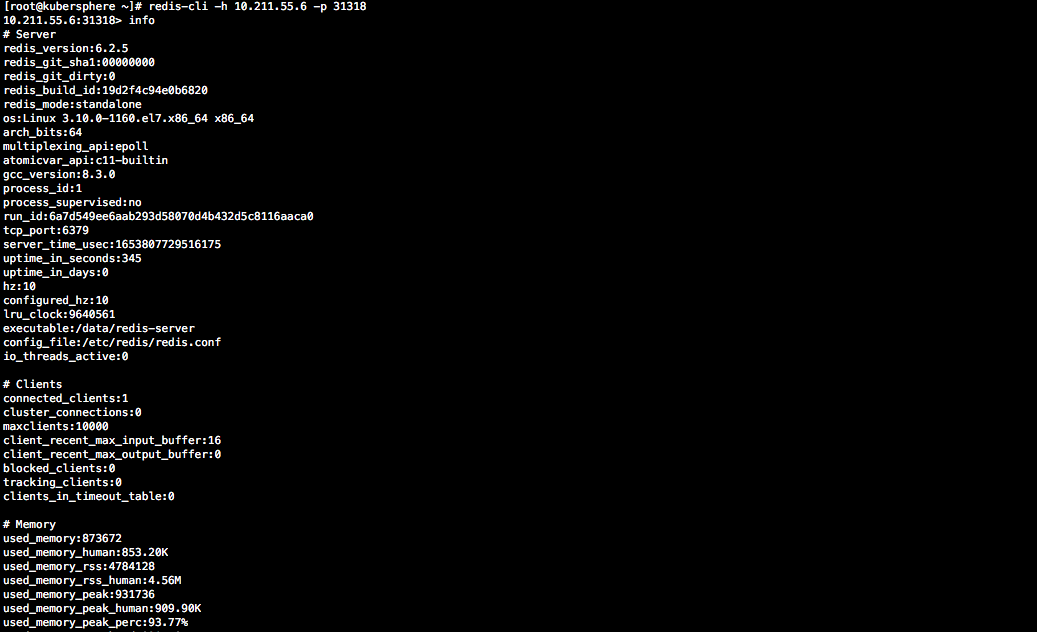 [root@kubersphere ~]# redis-cli -h 10.211.55.6 -p 31318
10.211.55.6:31318> info
# Server
redis_version:6.2.5
redis_git_sha1:00000000
redis_git_dirty:0
redis_build_id:19d2f4c94e0b6820
redis_mode:standalone
os:Linux 3.10.0-1160.el7.x86_64 x86_64
arch_bits:64
multiplexing_api:epoll
atomicvar_api:c11-builtin
gcc_version:8.3.0
process_id:1
process_supervised:no
run_id:6a7d549ee6aab293d58070d4b432d5c8116aaca0
tcp_port:6379
server_time_usec:1653807729516175
uptime_in_seconds:345
uptime_in_days:0
hz:10
configured_hz:10
lru_clock:9640561
executable:/data/redis-server
config_file:/etc/redis/redis.conf
io_threads_active:0
# Clients
connected_clients:1
cluster_connections:0
maxclients:10000
client_recent_max_input_buffer:16
client_recent_max_output_buffer:0
blocked_clients:0
tracking_clients:0
clients_in_timeout_table:0
# Memory
used_memory:873672
used_memory_human:853.20K
used_memory_rss:4784128
used_memory_rss_human:4.56M
used_memory_peak:931736
used_memory_peak_human:909.90K
used_memory_peak_perc:93.77%